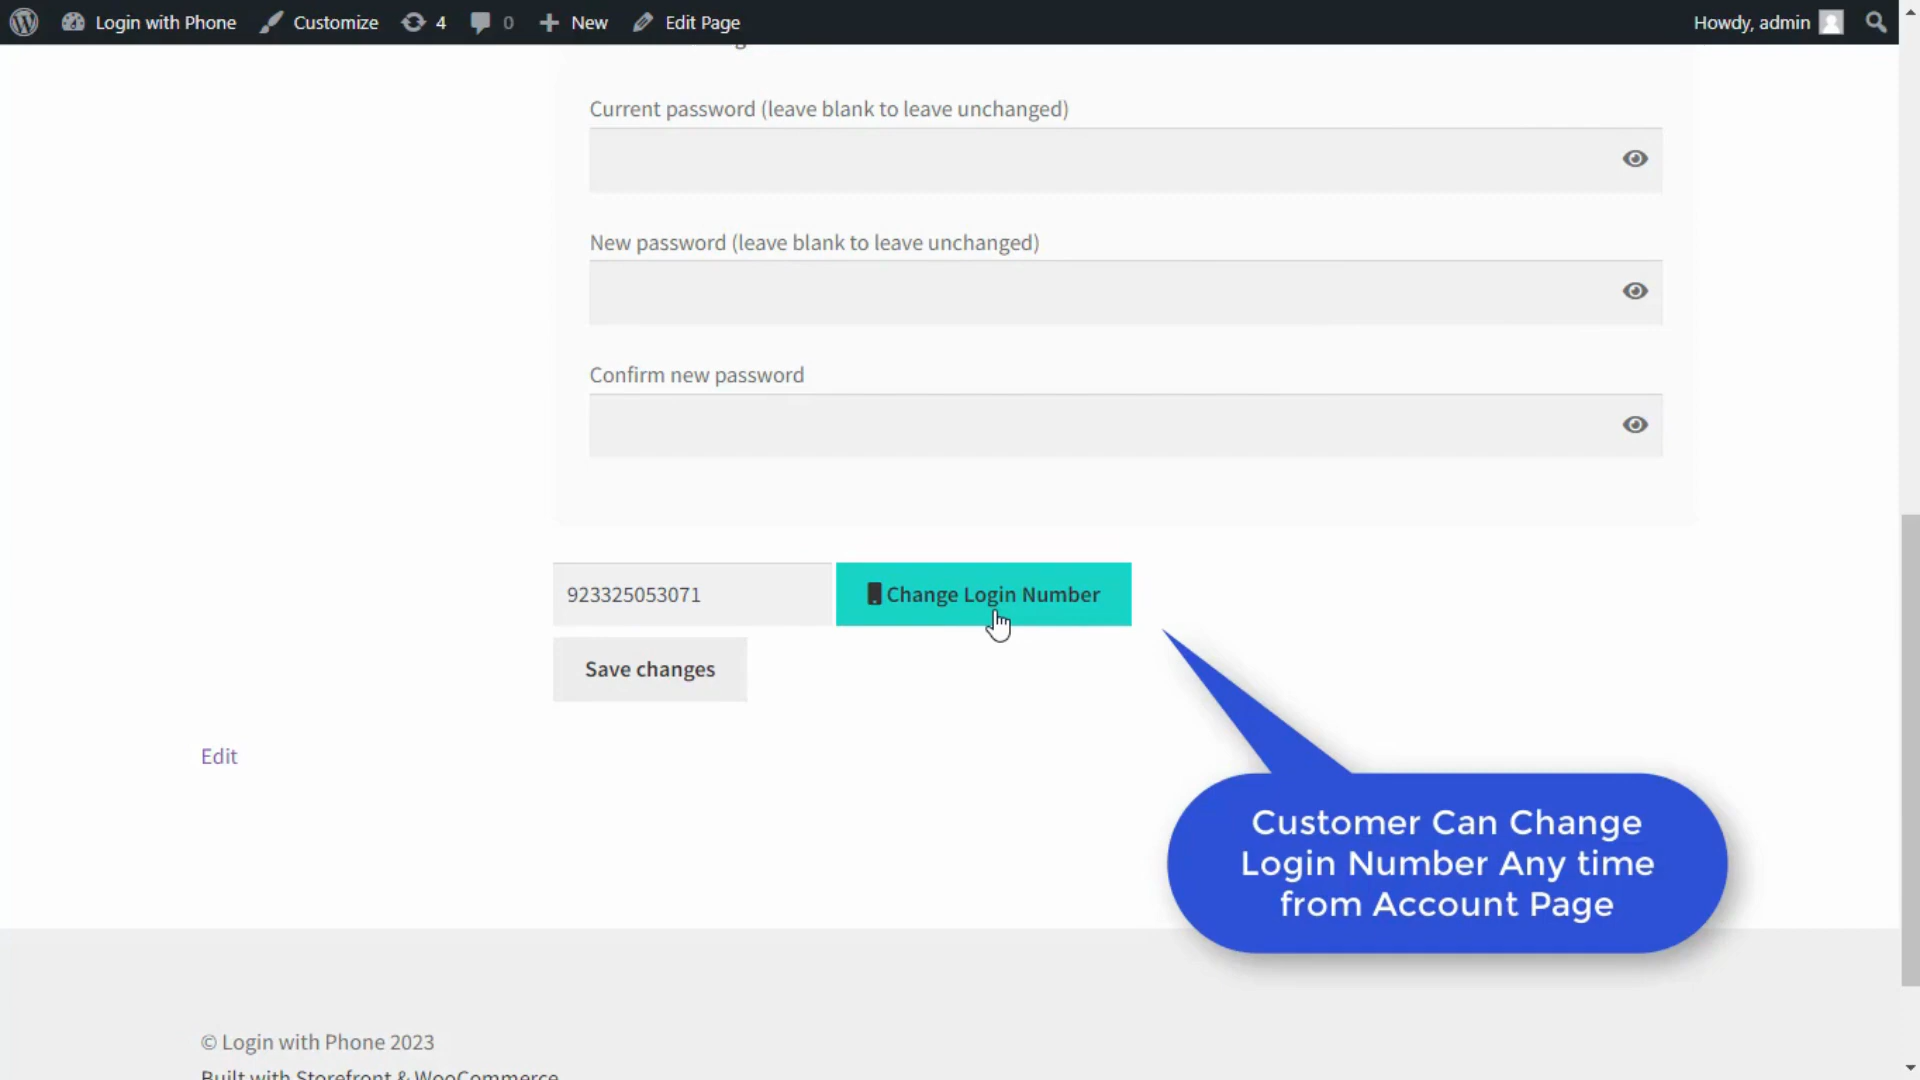 Login with Phone Customize 4 0 New Edit Page Howdy, admin
Current password (leave blank to leave unchanged)
New password (leave blank to leave unchanged)
Confirm new password
923325053071 Change Login Number
Save changes
Edit
Customer Can Change
Login Number Any time
from Account Page
© Login with Phone 2023
Built with Storefront & WooCommerce